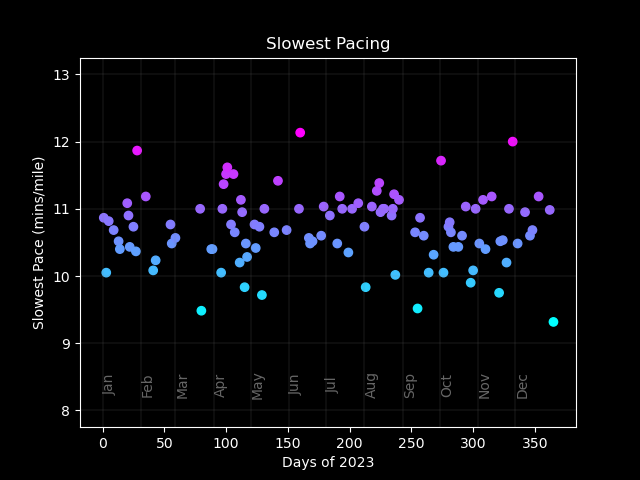 Slowest Pacing
Slowest Pace (mins/mile)
13
12
11
10
9
8
Jan
Feb
Mar
Apr
May
Jun
Jul
Aug
Sep
Oct
Nov
Dec
0 50 100 150 200 250 300 350
Days of 2023